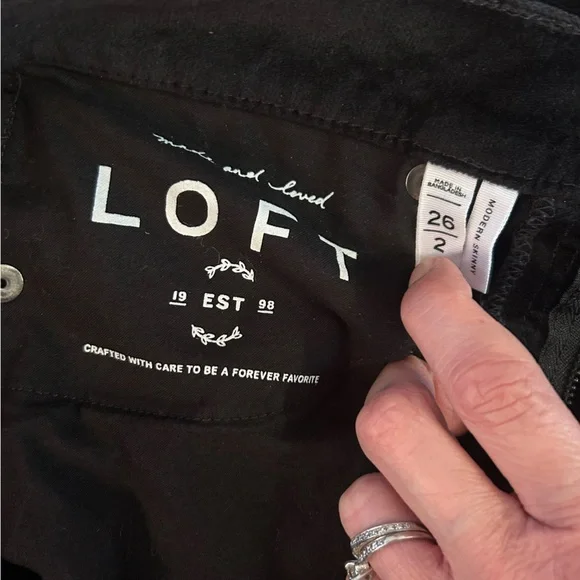 made and loved
LOFT
19 EST 98
CRAFTED WITH CARE TO BE A FOREVER FAVORITE
MADE IN
BANGLADESH
26
2
MODERN SKINNY